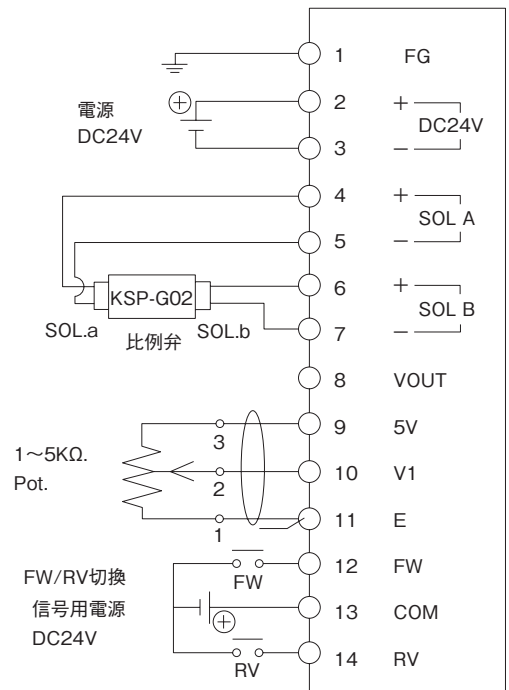 1 FG
電源
DC24V
⊕
2 +
DC24V
3 −
4 +
SOL A
5 −
KSP-G02
SOL.a
比例弁
SOL.b
6 +
SOL B
7 −
8 VOUT
1~5KΩ.
Pot.
3
9 5V
2
10 V1
1
11 E
FW/RV切換
信号用電源
DC24V
FW
12 FW
⊕
13 COM
RV
14 RV